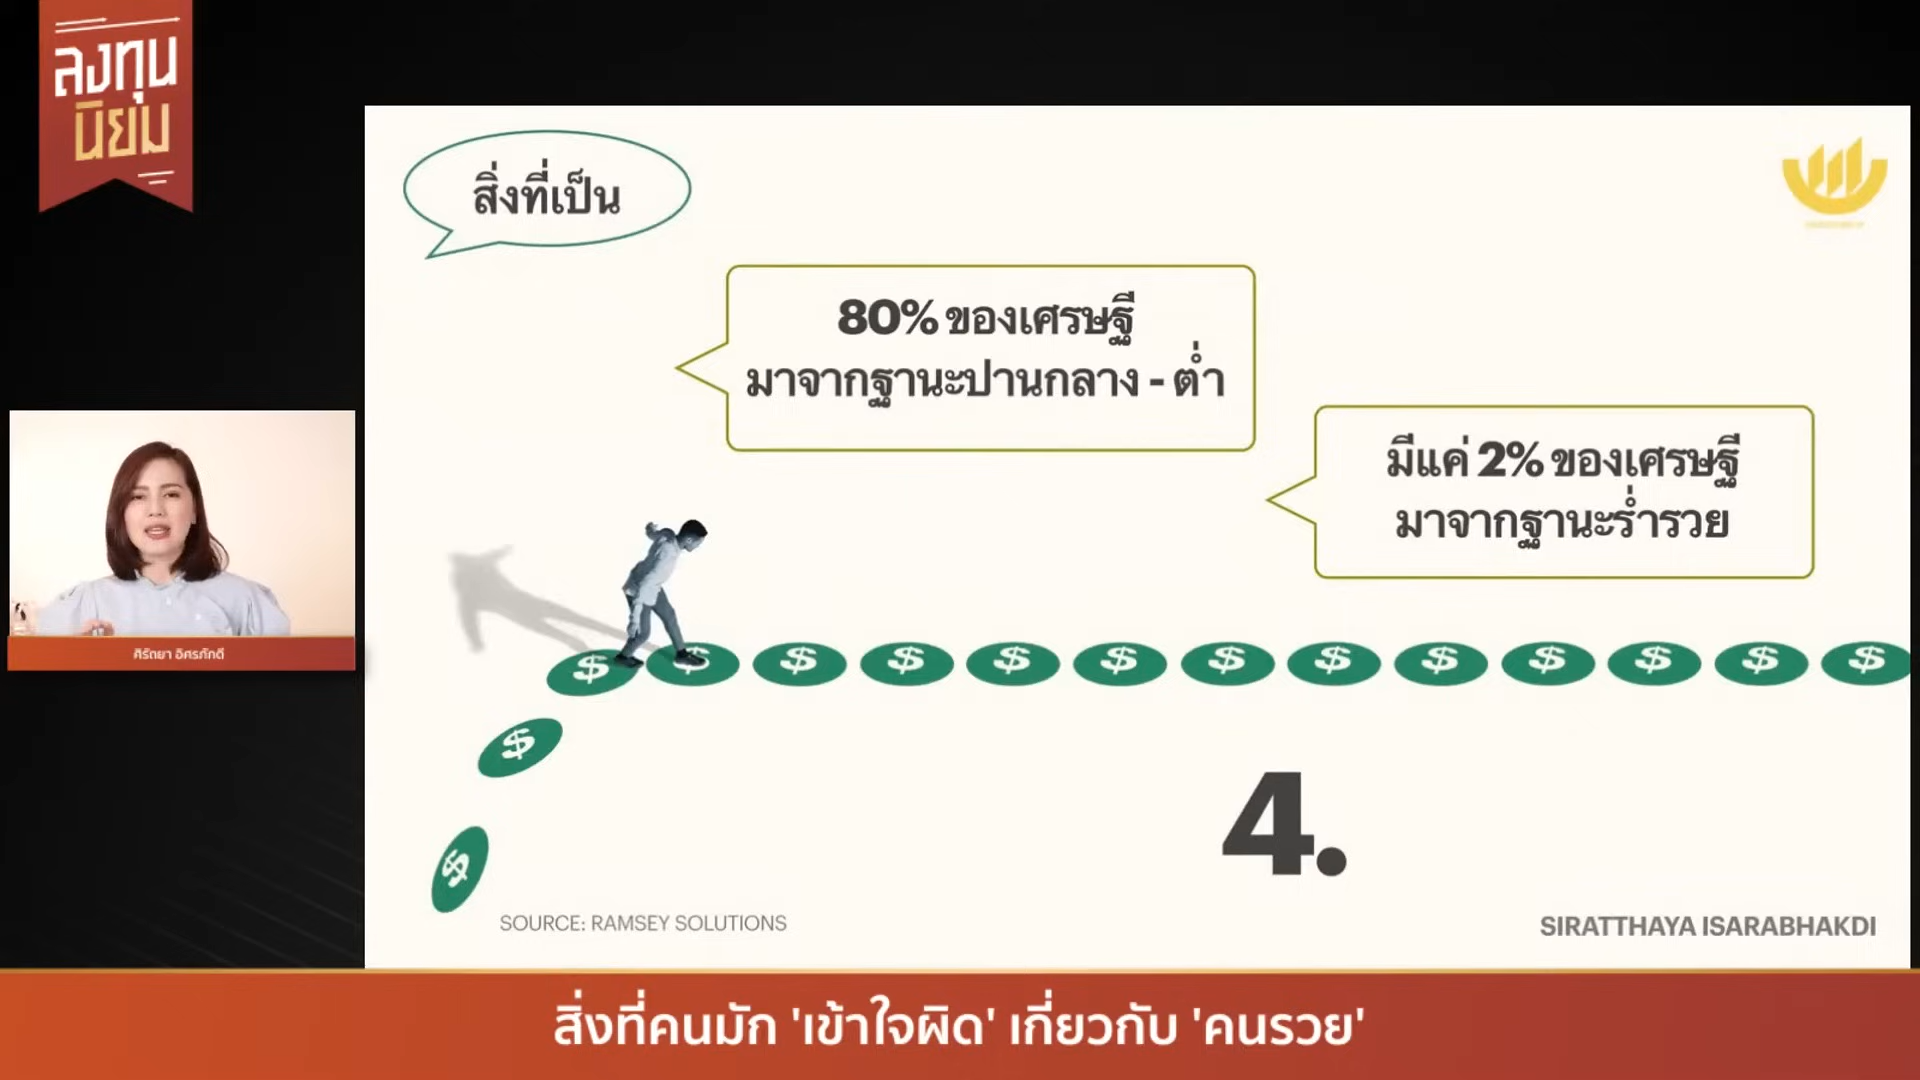 ลงทุน
นิยม
สิ่งที่เป็น
80% ของเศรษฐี
มาจากฐานะปานกลาง - ต่ำ
มีแค่ 2% ของเศรษฐี
มาจากฐานะร่ำรวย
ศิรัถยา อิศรภักดี
$ $ $ $ $ $ $ $ $ $ $ $ $
$
$
4.
SOURCE: RAMSEY SOLUTIONS
SIRATTHAYA ISARABHAKDI
สิ่งที่คนมัก 'เข้าใจผิด' เกี่ยวกับ 'คนรวย'